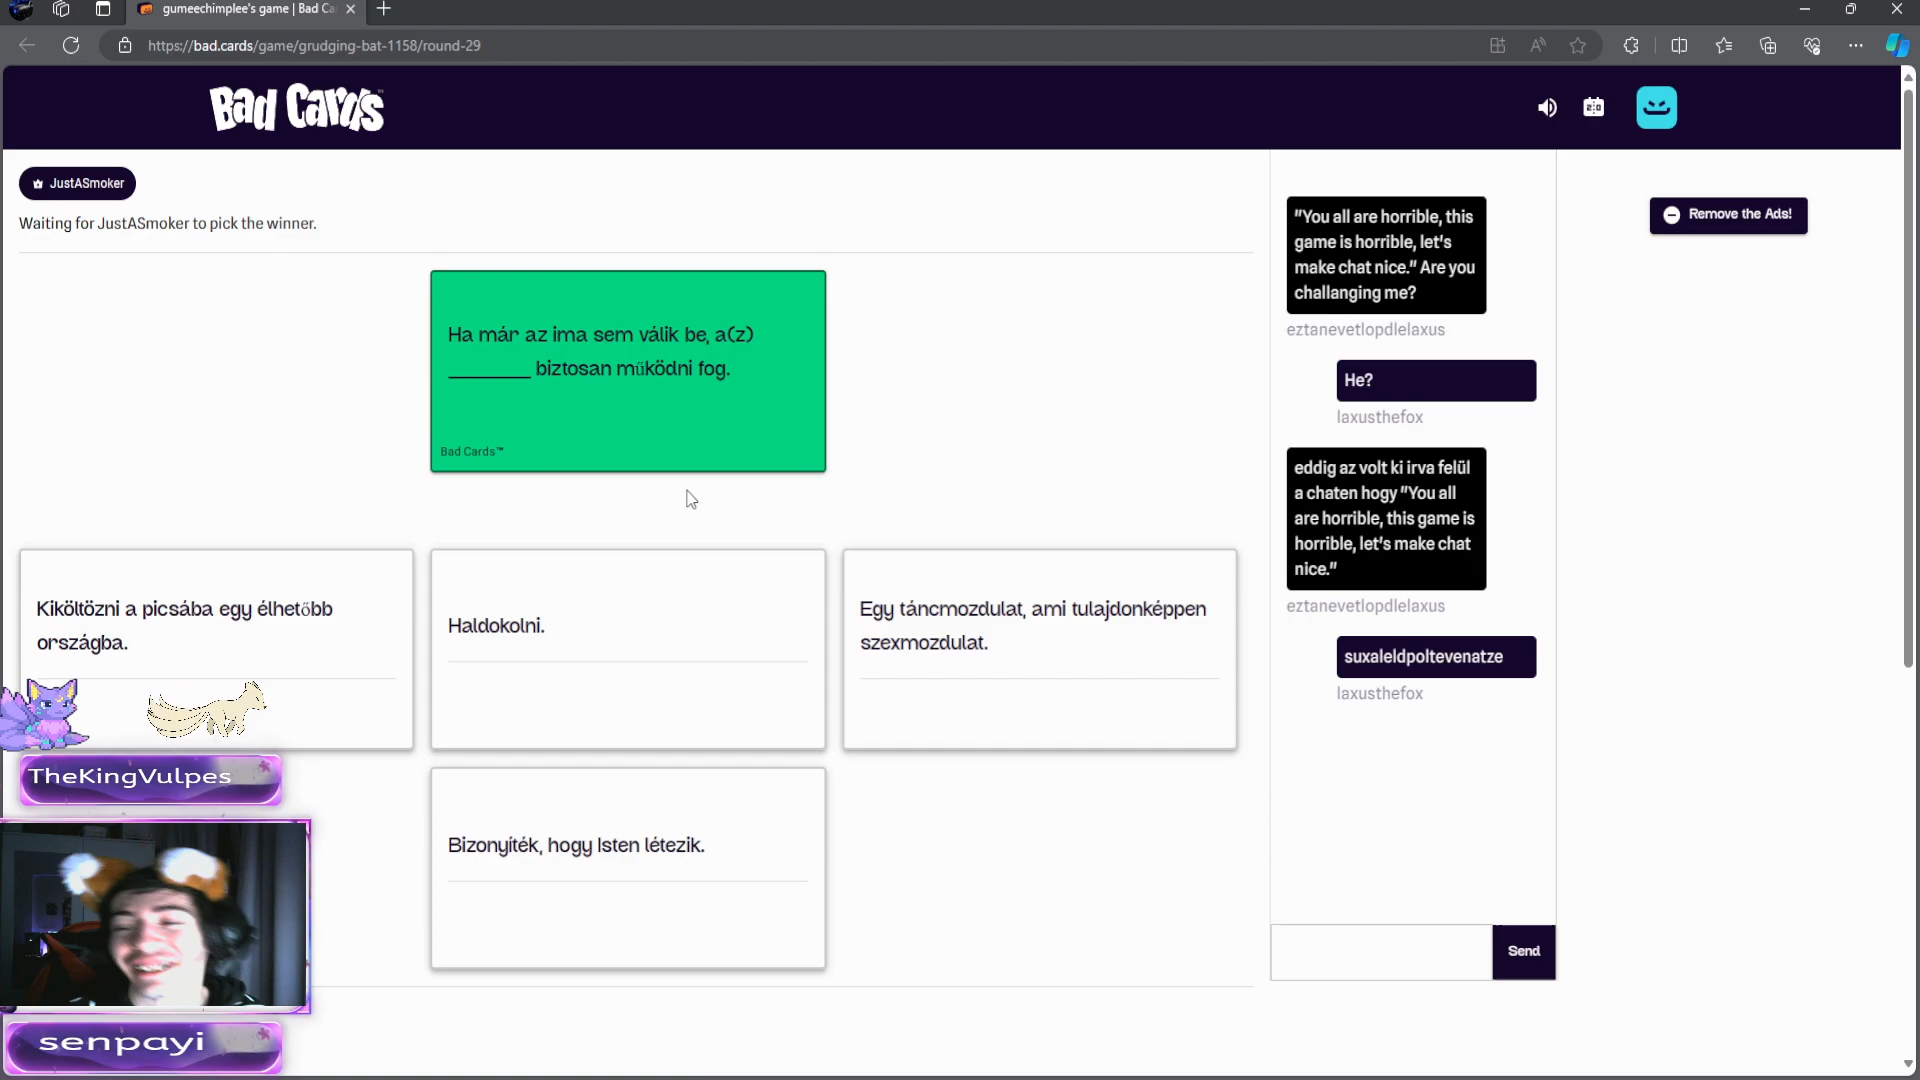 gumeechimplee's game | Bad Ca
https://bad.cards/game/grudging-bat-1158/round-29
Bad Cards
JustASmoker
Waiting for JustASmoker to pick the winner.
Ha már az ima sem válik be, a(z)
________ biztosan működni fog.
Bad Cards™
Kiköltözni a picsába egy élhetőbb
országba.
Haldokolni.
Egy táncmozdulat, ami tulajdonképpen
szexmozdulat.
Bizonyíték, hogy Isten létezik.
TheKingVulpes
senpayi
"You all are horrible, this
game is horrible, let's
make chat nice." Are you
challanging me?
eztanevetlopdlelaxus
He?
laxusthefox
eddig az volt ki irva felül
a chaten hogy "You all
are horrible, this game is
horrible, let's make chat
nice."
eztanevetlopdlelaxus
suxaleldpoltevenatze
laxusthefox
Send
Remove the Ads!